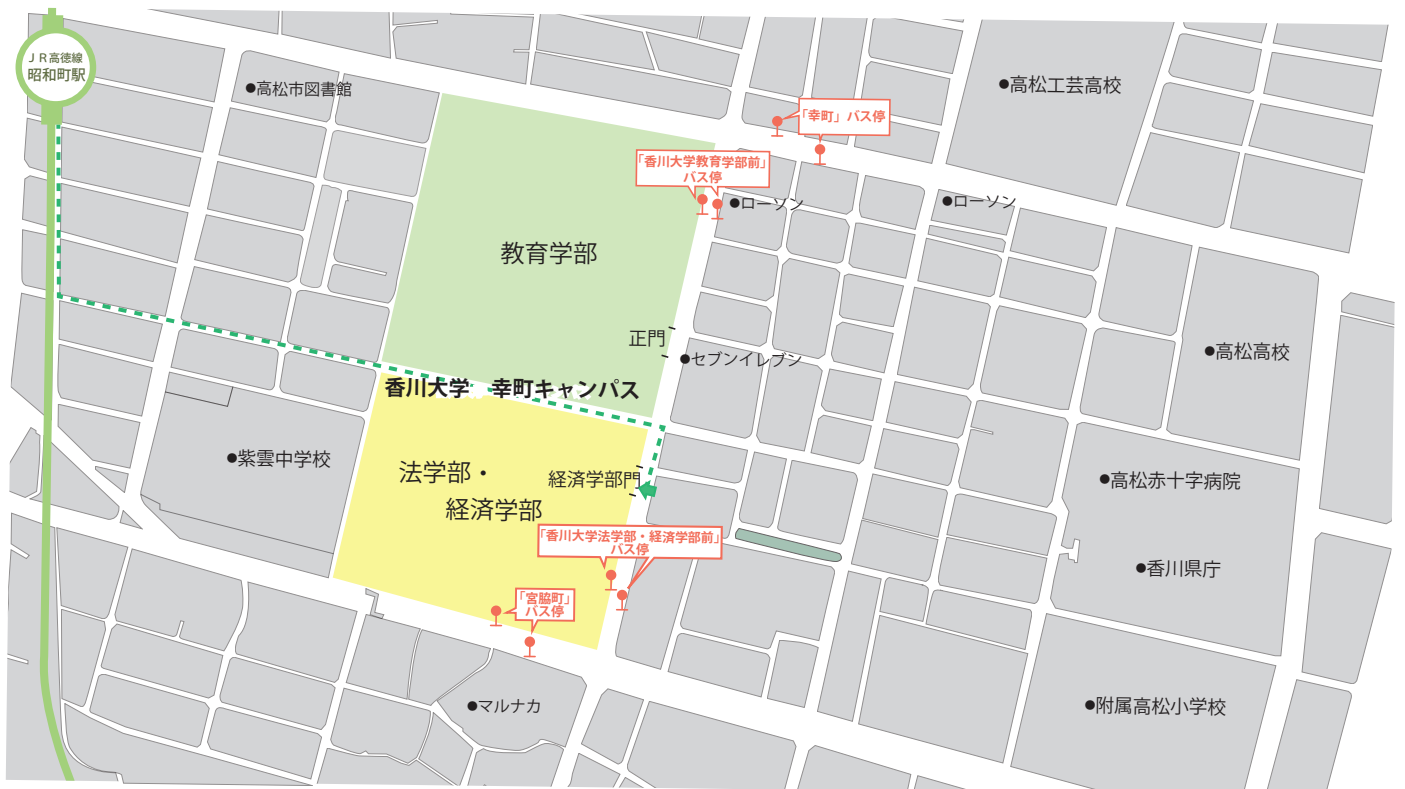 ＪＲ高徳線
昭和町駅
●高松市図書館
●高松工芸高校
「幸町」バス停
「香川大学教育学部前」
バス停
●ローソン
●ローソン
教育学部
正門
●セブンイレブン
●高松高校
香川大学　幸町キャンパス
●紫雲中学校
法学部・
経済学部
経済学部門
●高松赤十字病院
「香川大学法学部・経済学部前」
バス停
●香川県庁
「宮脇町」
バス停
●マルナカ
●附属高松小学校